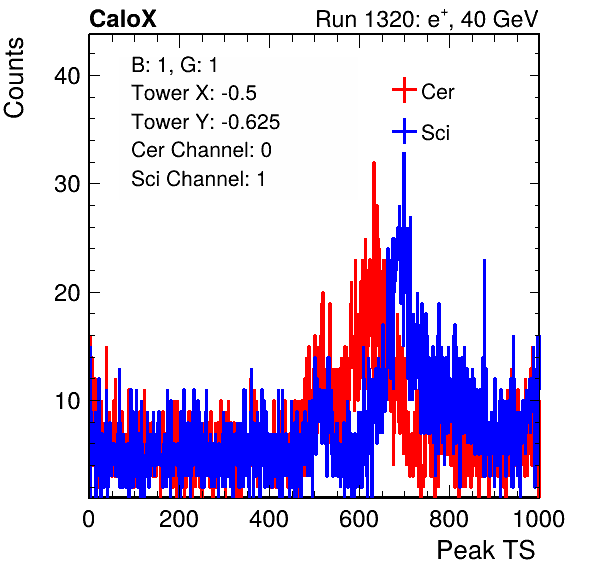 CaloX Run 1320: e⁺, 40 GeV
Counts
B: 1, G: 1
Tower X: -0.5
Tower Y: -0.625
Cer Channel: 0
Sci Channel: 1
Cer
Sci
40
30
20
10
0 200 400 600 800 1000
Peak TS